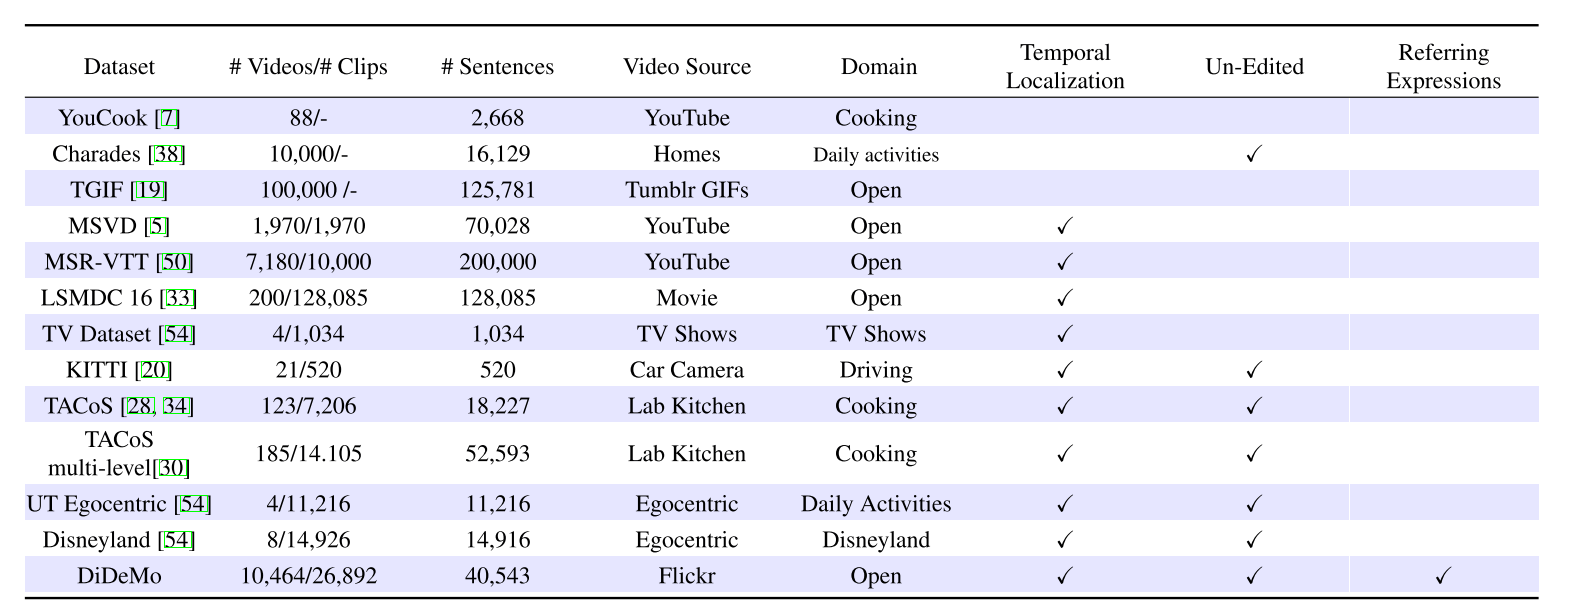 Dataset # Videos/# Clips # Sentences Video Source Domain Temporal Localization Un-Edited Referring Expressions
YouCook [7] 88/- 2,668 YouTube Cooking
Charades [38] 10,000/- 16,129 Homes Daily activities ✓
TGIF [19] 100,000 /- 125,781 Tumblr GIFs Open
MSVD [5] 1,970/1,970 70,028 YouTube Open ✓
MSR-VTT [50] 7,180/10,000 200,000 YouTube Open ✓
LSMDC 16 [33] 200/128,085 128,085 Movie Open ✓
TV Dataset [54] 4/1,034 1,034 TV Shows TV Shows ✓
KITTI [20] 21/520 520 Car Camera Driving ✓ ✓
TACoS [28, 34] 123/7,206 18,227 Lab Kitchen Cooking ✓ ✓
TACoS multi-level[30] 185/14.105 52,593 Lab Kitchen Cooking ✓ ✓
UT Egocentric [54] 4/11,216 11,216 Egocentric Daily Activities ✓ ✓
Disneyland [54] 8/14,926 14,916 Egocentric Disneyland ✓ ✓
DiDeMo 10,464/26,892 40,543 Flickr Open ✓ ✓ ✓